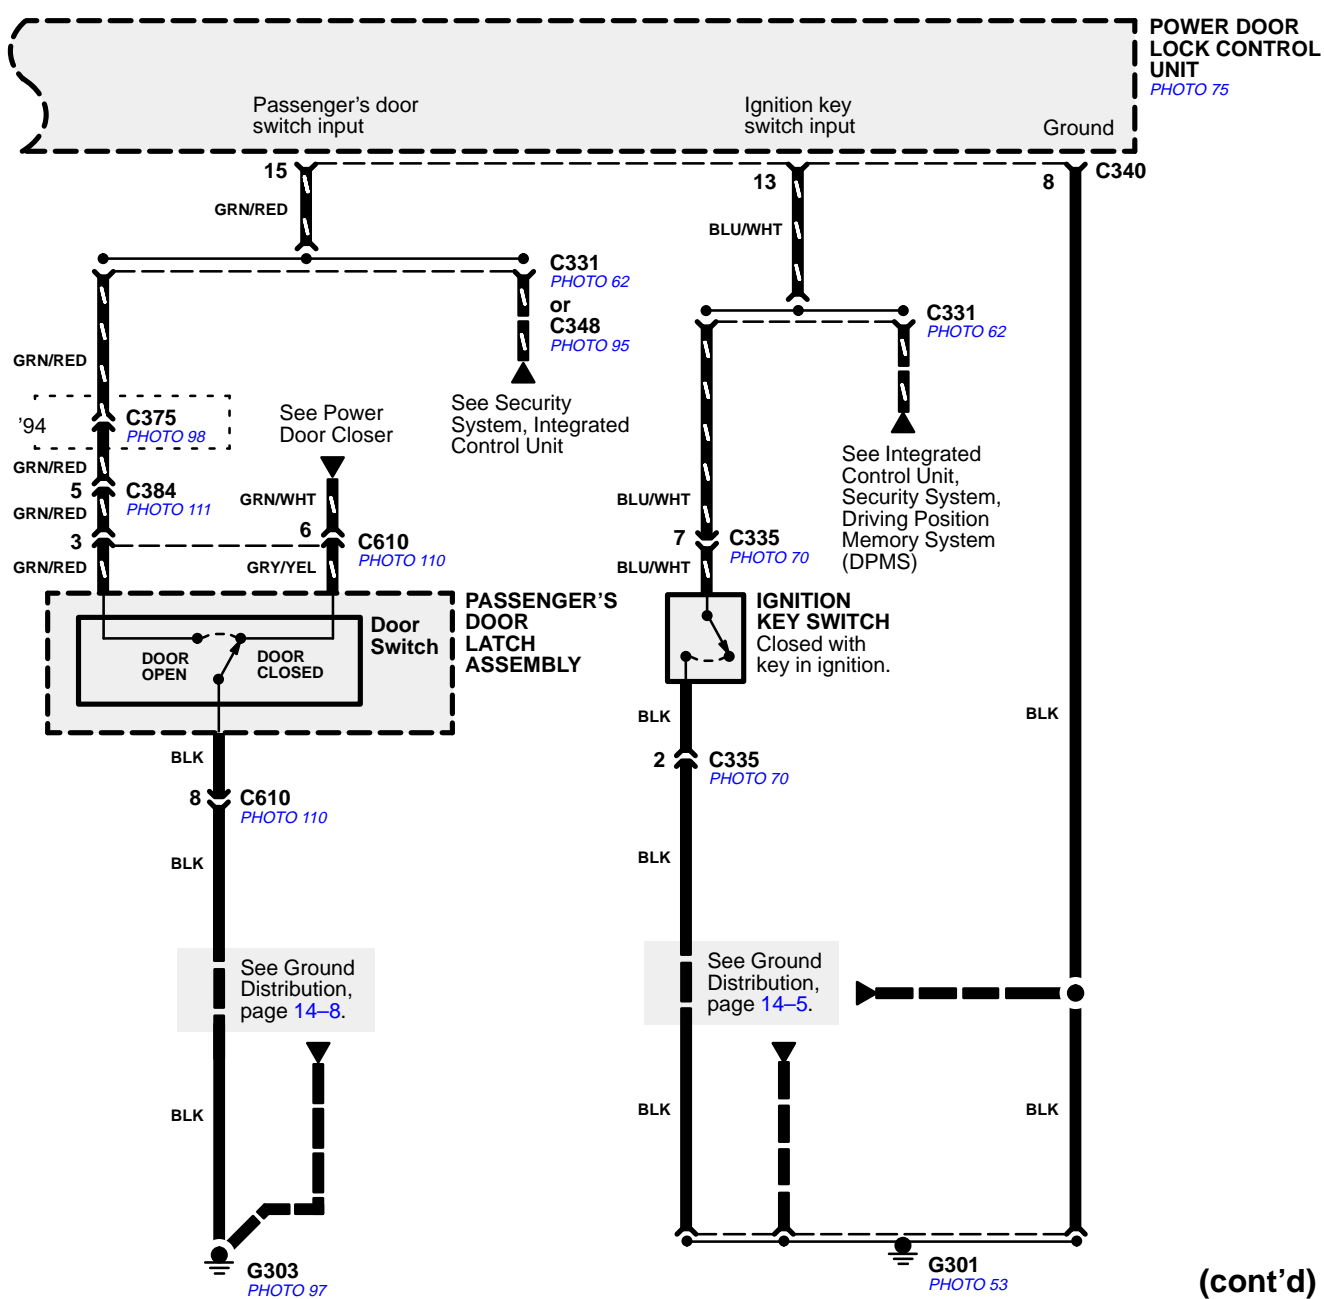 POWER DOOR
LOCK CONTROL
UNIT
PHOTO 75
Passenger's door
switch input
Ignition key
switch input
Ground
15
13
8
C340
GRN/RED
BLU/WHT
C331
PHOTO 62
or
C348
PHOTO 95
C331
PHOTO 62
GRN/RED
'94
C375
PHOTO 98
See Power
Door Closer
See Security
System, Integrated
Control Unit
See Integrated
Control Unit,
Security System,
Driving Position
Memory System
(DPMS)
GRN/RED
5
C384
PHOTO 111
GRN/WHT
BLU/WHT
GRN/RED
3
6
C610
PHOTO 110
7
C335
PHOTO 70
GRN/RED
GRY/YEL
BLU/WHT
PASSENGER'S
DOOR
LATCH
ASSEMBLY
Door
Switch
DOOR
OPEN
DOOR
CLOSED
IGNITION
KEY SWITCH
Closed with
key in ignition.
BLK
BLK
BLK
2
C335
PHOTO 70
8
C610
PHOTO 110
BLK
BLK
See Ground
Distribution,
page 14–8.
See Ground
Distribution,
page 14–5.
BLK
BLK
BLK
G303
PHOTO 97
G301
PHOTO 53
(cont'd)